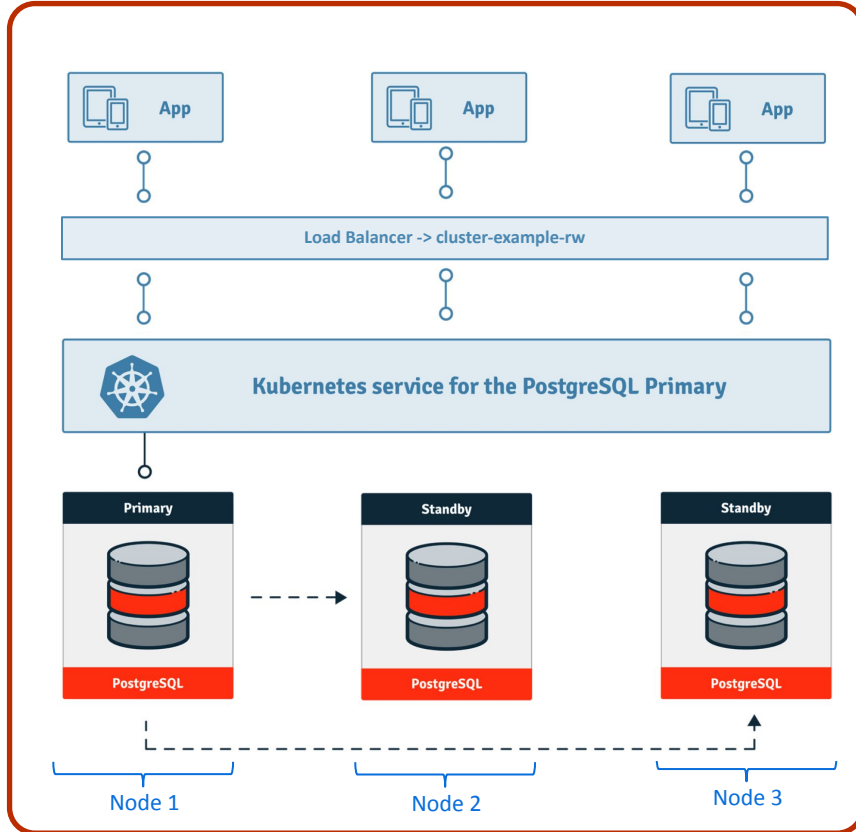 App
App
App
Load Balancer -> cluster-example-rw
Kubernetes service for the PostgreSQL Primary
Primary
Standby
Standby
PostgreSQL
PostgreSQL
PostgreSQL
Node 1
Node 2
Node 3